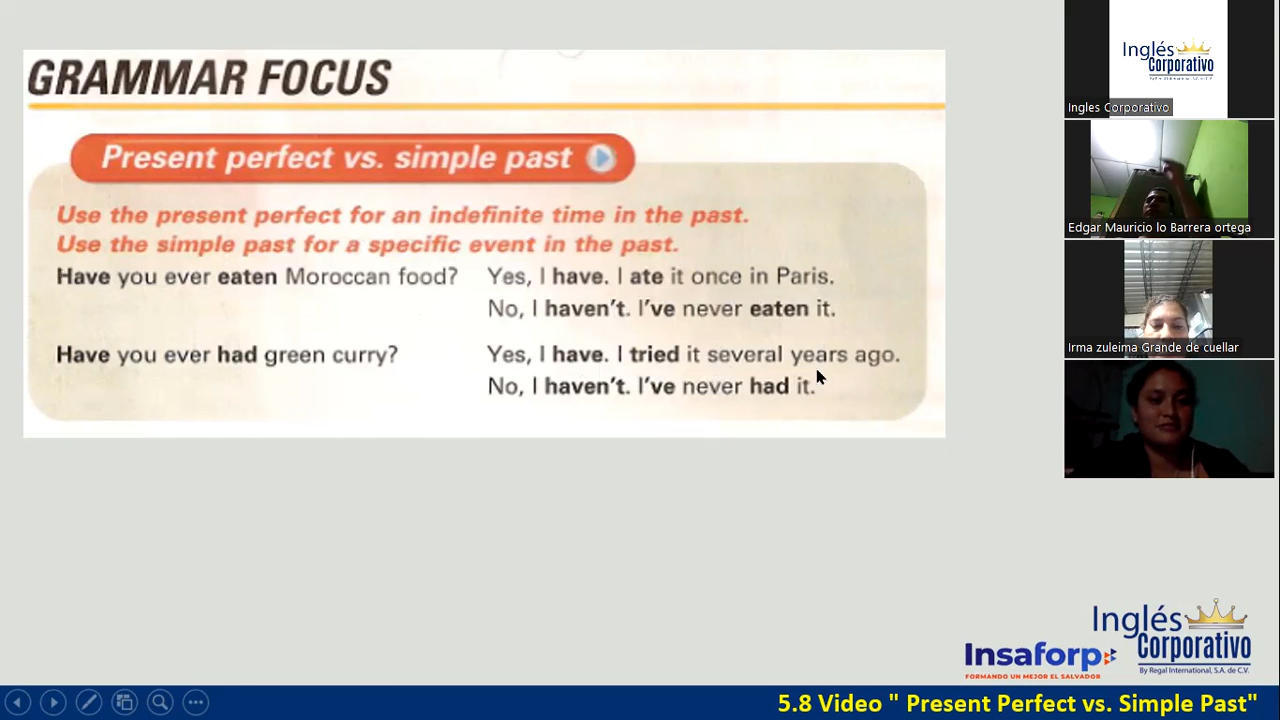 GRAMMAR FOCUS
Present perfect vs. simple past
Use the present perfect for an indefinite time in the past.
Use the simple past for a specific event in the past.
Have you ever eaten Moroccan food? Yes, I have. I ate it once in Paris.
No, I haven't. I've never eaten it.
Have you ever had green curry? Yes, I have. I tried it several years ago.
No, I haven't. I've never had it.
Inglés
Corporativo
Ingles Corporativo
Edgar Mauricio lo Barrera ortega
Irma zuleima Grande de cuellar
Inglés
Corporativo
By Regal International, S.A. de C.V.
Insaforp
FORMANDO UN MEJOR EL SALVADOR
5.8 Video " Present Perfect vs. Simple Past"